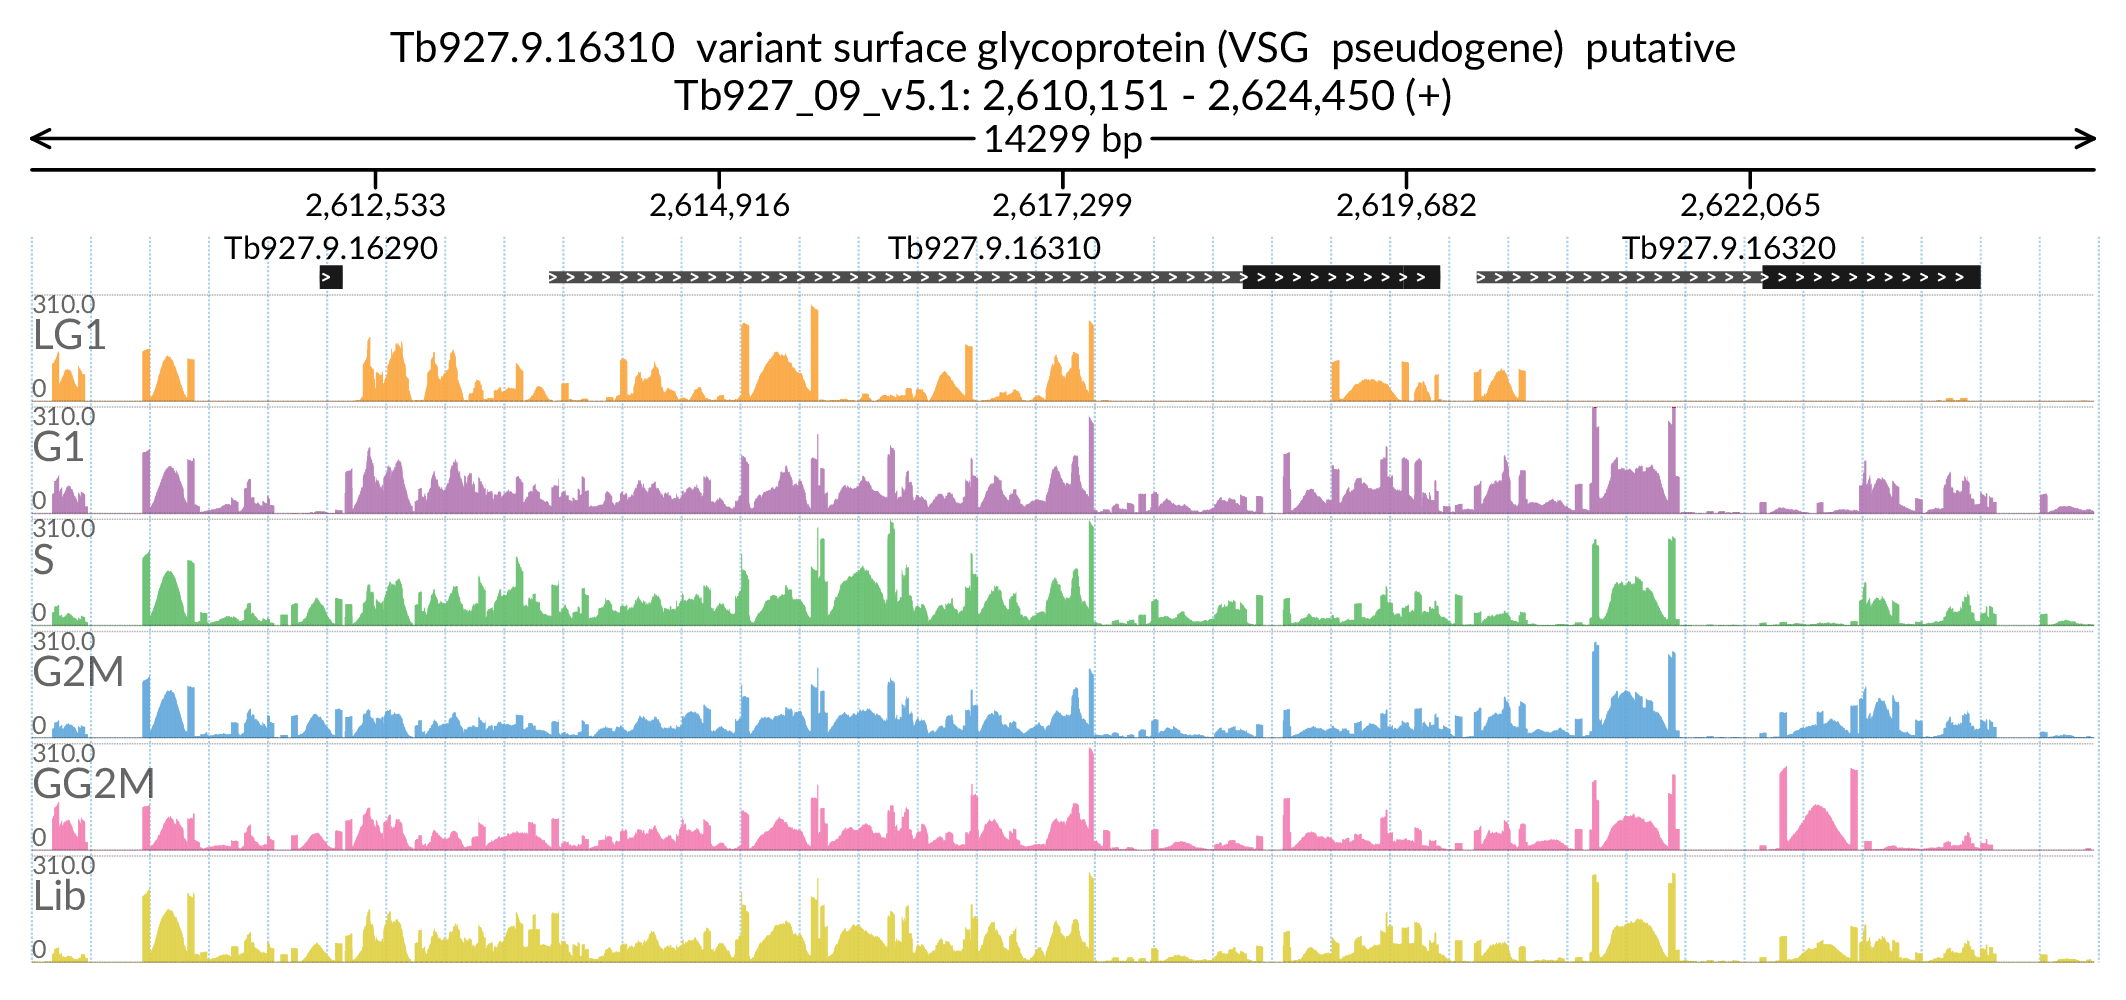 Tb927.9.16310 variant surface glycoprotein (VSG pseudogene) putative
Tb927_09_v5.1: 2,610,151 - 2,624,450 (+)
14299 bp
2,612,533 2,614,916 2,617,299 2,619,682 2,622,065
Tb927.9.16290 Tb927.9.16310 Tb927.9.16320
310.0
LG1
0
310.0
G1
0
310.0
S
0
310.0
G2M
0
310.0
GG2M
0
310.0
Lib
0